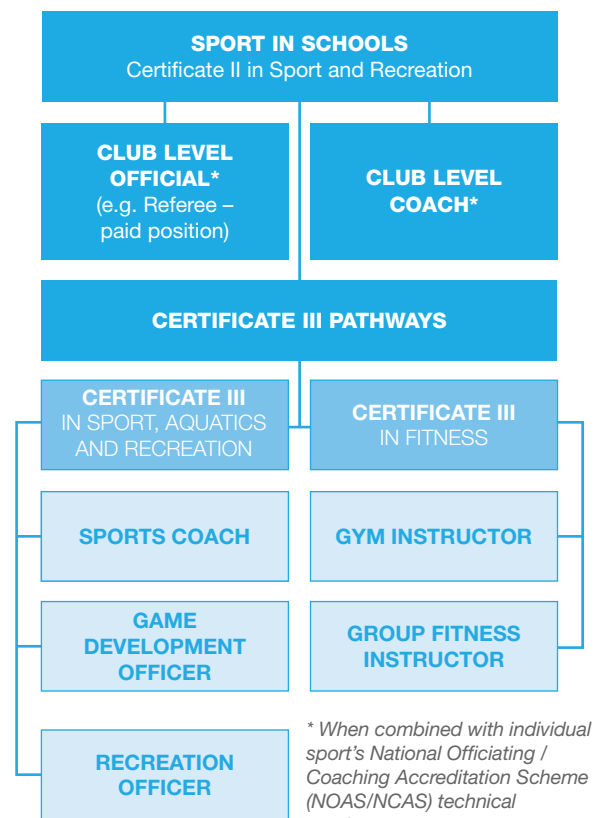 SPORT IN SCHOOLS
Certificate II in Sport and Recreation
CLUB LEVEL
OFFICIAL*
(e.g. Referee –
paid position)
CLUB LEVEL
COACH*
CERTIFICATE III PATHWAYS
CERTIFICATE III
IN SPORT, AQUATICS
AND RECREATION
CERTIFICATE III
IN FITNESS
SPORTS COACH
GYM INSTRUCTOR
GAME
DEVELOPMENT
OFFICER
GROUP FITNESS
INSTRUCTOR
RECREATION
OFFICER
* When combined with individual
sport's National Officiating /
Coaching Accreditation Scheme
(NOAS/NCAS) technical